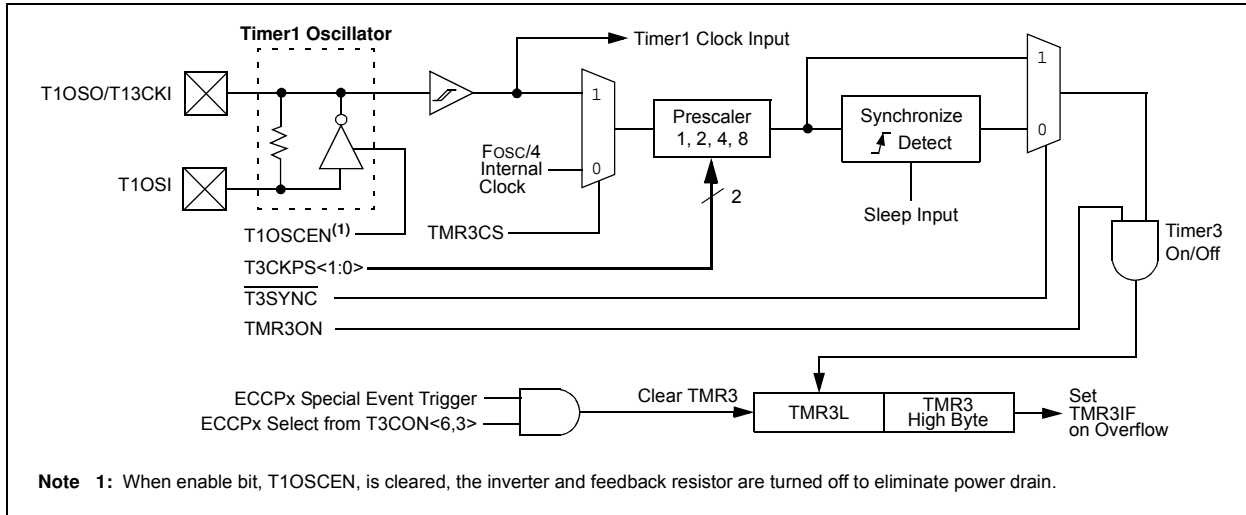 Timer1 Oscillator
Timer1 Clock Input
T1OSO/T13CKI
1
1
Prescaler
1, 2, 4, 8
Synchronize
Detect
0
FOSC/4
Internal
Clock
0
T1OSI
2
Sleep Input
T1OSCEN(1)
TMR3CS
Timer3
On/Off
T3CKPS<1:0>
T3SYNC
TMR3ON
ECCPx Special Event Trigger
ECCPx Select from T3CON<6,3>
Clear TMR3
TMR3L
TMR3
High Byte
Set
TMR3IF
on Overflow
Note 1: When enable bit, T1OSCEN, is cleared, the inverter and feedback resistor are turned off to eliminate power drain.